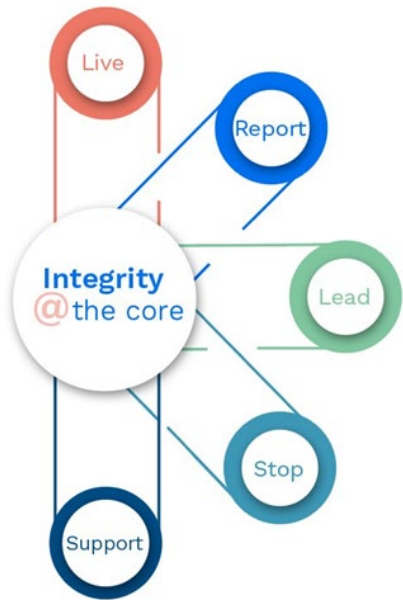 Live
Report
Integrity
@the core
Lead
Stop
Support